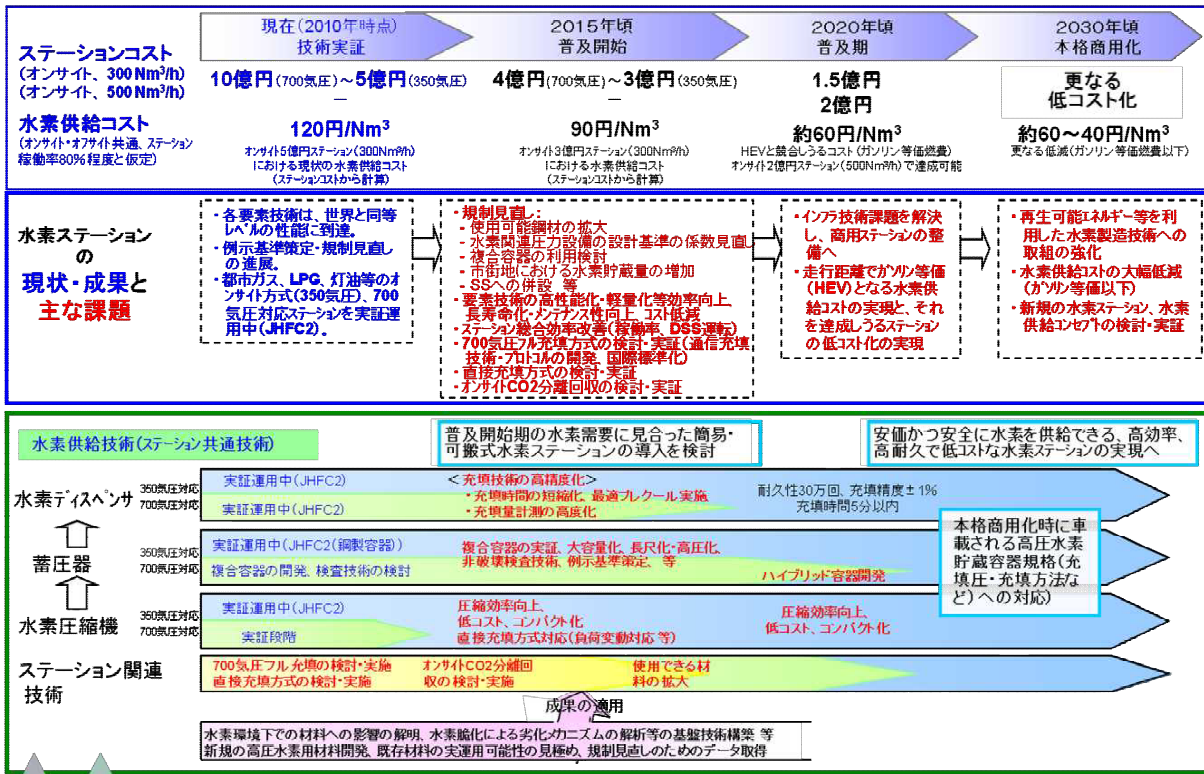 現在(2010年時点)
技術実証
2015年頃
普及開始
2020年頃
普及期
2030年頃
本格商用化
ステーションコスト
(オンサイト、300Nm³/h)
(オンサイト、500Nm³/h)
10億円(700気圧)～5億円(350気圧)
―
4億円(700気圧)～3億円(350気圧)
―
1.5億円
2億円
更なる
低コスト化
水素供給コスト
(オンサイト・オフサイト共通、ステーション
稼働率80%程度と仮定)
120円/Nm³
オンサイト5億円ステーション(300Nm³/h)
における現状の水素供給コスト
(ステーションコストから計算)
90円/Nm³
オンサイト3億円ステーション(300Nm³/h)
における水素供給コスト
(ステーションコストから計算)
約60円/Nm³
HEVと競合しうるコスト(ガソリン等価燃費)
オンサイト2億円ステーション(500Nm³/h)で達成可能
約60～40円/Nm³
更なる低減(ガソリン等価燃費以下)
水素ステーション
の
現状・成果と
主な課題
・各要素技術は、世界と同等
レベルの性能に到達。
・例示基準策定・規制見直し
の進展。
・都市ガス、LPG、灯油等のオ
ンサイト方式(350気圧)、700
気圧対応ステーションを実証運
用中(JHFC2)。
・規制見直し:
- 使用可能鋼材の拡大
- 水素関連圧力設備の設計基準の係数見直し
- 複合容器の利用検討
- 市街地における水素貯蔵量の増加
- SSへの併設 等
・要素技術の高性能化・軽量化等効率向上、
長寿命化・メンテナンス性向上、コスト低減
・ステーション総合効率改善(稼働率、DSS運転)
・700気圧フル充填方式の検討・実証(通信充填
技術・プロトコルの開発、国際標準化)
・直接充填方式の検討・実証
・オンサイトCO2分離回収の検討・実証
・インフラ技術課題を解決
し、商用ステーションの整
備へ
・走行距離でガソリン等価
(HEV)となる水素供
給コストの実現と、それ
を達成しうるステーション
の低コスト化の実現
・再生可能エネルギー等を利
用した水素製造技術への
取組の強化
・水素供給コストの大幅低減
(ガソリン等価以下)
・新規の水素ステーション、水素
供給コンセプトの検討・実証
水素供給技術(ステーション共通技術)
普及開始期の水素需要に見合った簡易・
可搬式水素ステーションの導入を検討
安価かつ安全に水素を供給できる、高効率、
高耐久で低コストな水素ステーションの実現へ
水素ディスペンサ
350気圧対応
700気圧対応
実証運用中(JHFC2)
実証運用中(JHFC2)
＜充填技術の高精度化＞
・充填時間の短縮化、最適プレクール実施
・充填量計測の高度化
耐久性30万回、充填精度±1%
充填時間5分以内
蓄圧器
350気圧対応
700気圧対応
実証運用中(JHFC2(鋼製容器))
複合容器の開発、検査技術の検討
複合容器の実証、大容量化、長尺化・高圧化、
非破壊検査技術、例示基準策定、等
ハイブリッド容器開発
本格商用化時に車
載される高圧水素
貯蔵容器規格(充
填圧・充填方法な
ど)への対応)
水素圧縮機
350気圧対応
700気圧対応
実証運用中(JHFC2)
実証段階
圧縮効率向上、
低コスト、コンパクト化
直接充填方式対応(負荷変動対応 等)
圧縮効率向上、
低コスト、コンパクト化
ステーション関連
技術
700気圧フル充填の検討・実施
直接充填方式の検討・実施
オンサイトCO2分離回
収の検討・実施
使用できる材
料の拡大
成果の適用
水素環境下での材料への影響の解明、水素脆化による劣化メカニズムの解析等の基盤技術構築 等
新規の高圧水素用材料開発、既存材料の実運用可能性の見極め、規制見直しのためのデータ取得